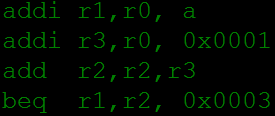 addi r1,r0, a
addi r3,r0, 0x0001
add r2,r2,r3
beq r1,r2, 0x0003